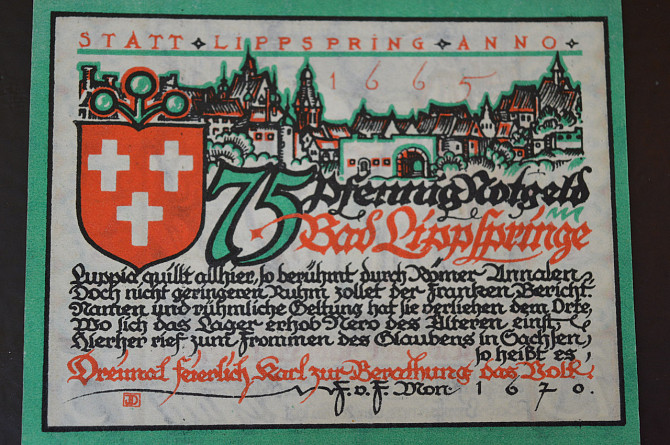 STATT LIPPSPRING ANNO
1665
75 Pfennig Notgeld
in
Bad Lippspringe
Luppia quillt allhier, so berühmt durch Römer Annalen,
Doch nicht geringeren Ruhm zollet der Franken Bericht.
Namen und rühmliche Geltung hat sie verliehen dem Orte,
Wo sich das Lager erhob Nero des Älteren einst.
Hierher rief zum Frommen des Glaubens in Sachsen,
so heißt es,
Dreimal feierlich Karl zur Berathung das Volk.
F. v. F. Mon 1670.
JD